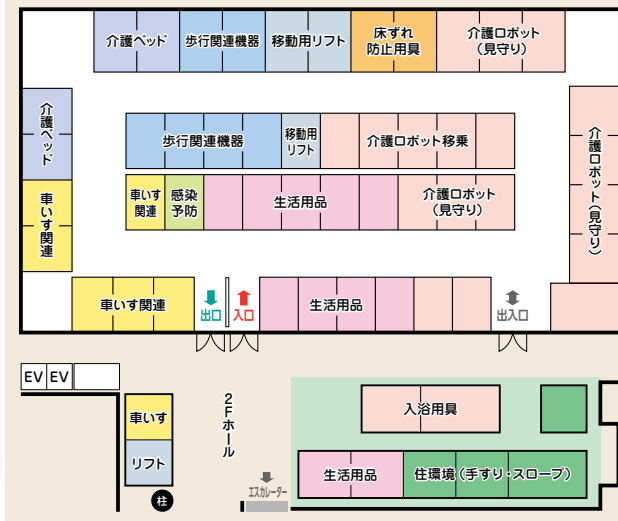 介護ベッド
歩行関連機器
移動用リフト
床ずれ
防止用具
介護ロボット
(見守り)
介護ベッド
車いす関連
歩行関連機器
移動用
リフト
介護ロボット移乗
介護ロボット(見守り)
車いす
関連
感染
予防
生活用品
介護ロボット
(見守り)
車いす関連
出口
入口
生活用品
出入口
EV
EV
車いす
リフト
柱
2Fホール
エスカレーター
入浴用具
生活用品
住環境(手すり・スロープ)